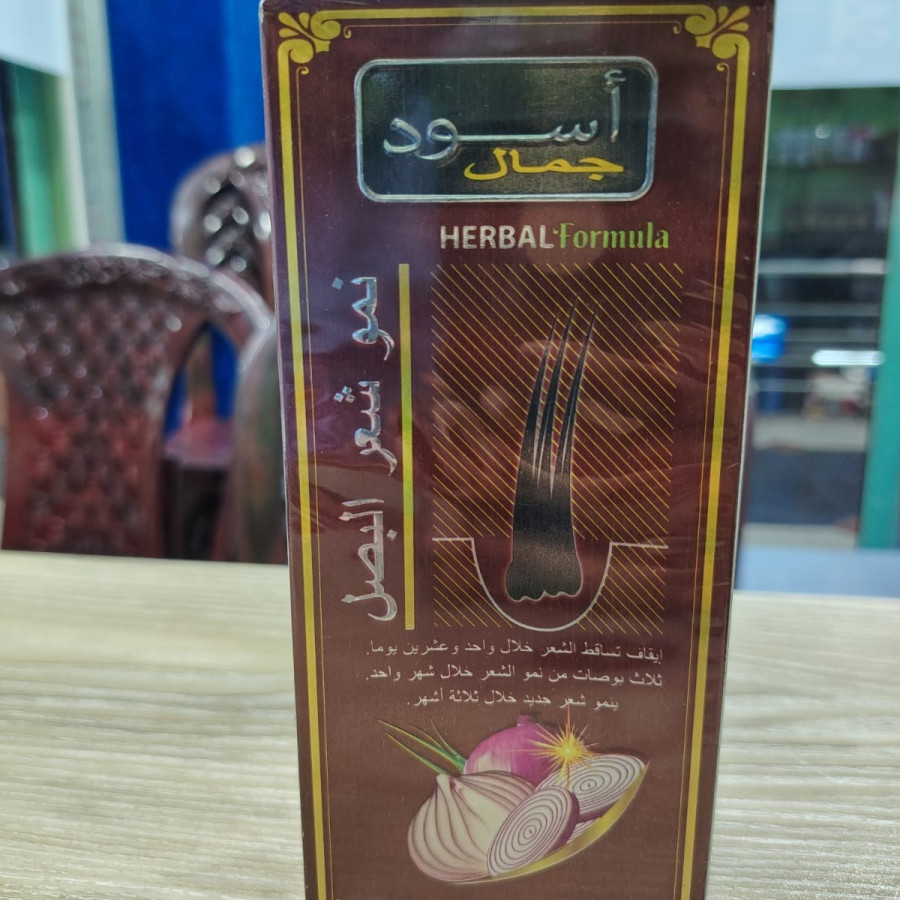 أسود
جمال
HERBAL Formula
نمو شعر البصل
إيقاف تساقط الشعر خلال واحد وعشرين يوما.
ثلاث بوصات من نمو الشعر خلال شهر واحد.
ينمو شعر جديد خلال ثلاثة أشهر.